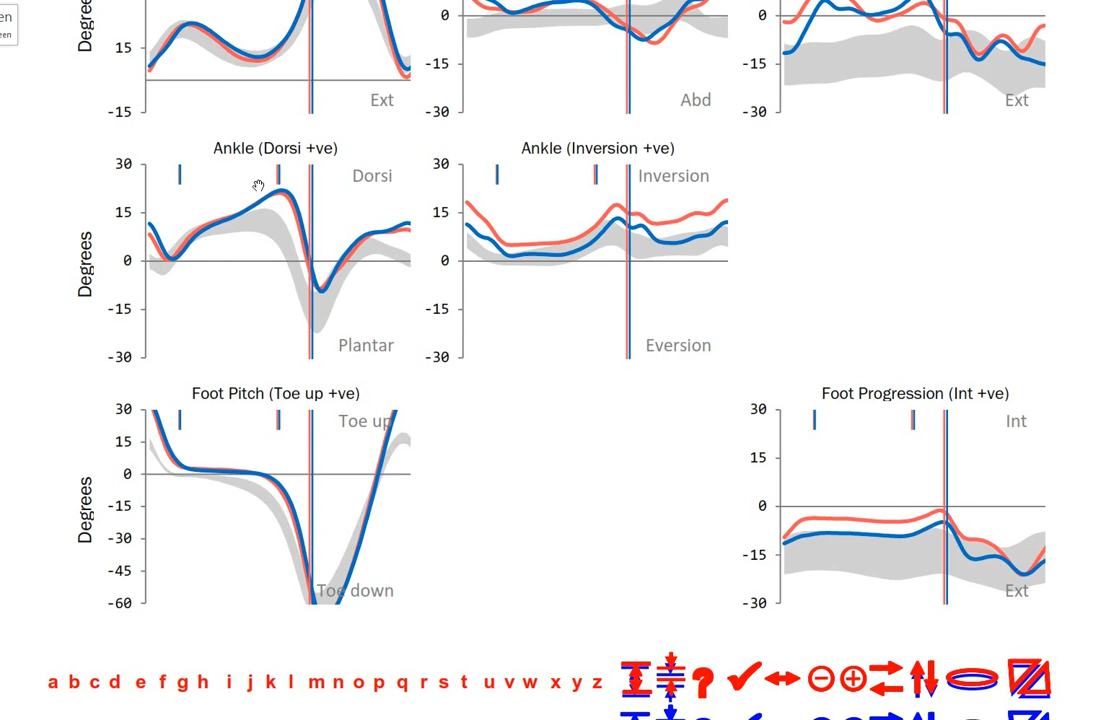 en
een
Degrees
0
0
15
-15
-15
-15
Ext
-30
Abd
-30
Ext
Ankle (Dorsi +ve)
Ankle (Inversion +ve)
30
Dorsi
30
Inversion
15
15
Degrees
0
0
-15
-15
-30
Plantar
-30
Eversion
Foot Pitch (Toe up +ve)
Foot Progression (Int +ve)
30
Toe up
30
Int
15
15
Degrees
0
0
-15
-30
-15
-45
-60
Toe down
-30
Ext
a b c d e f g h i j k l m n o p q r s t u v w x y z